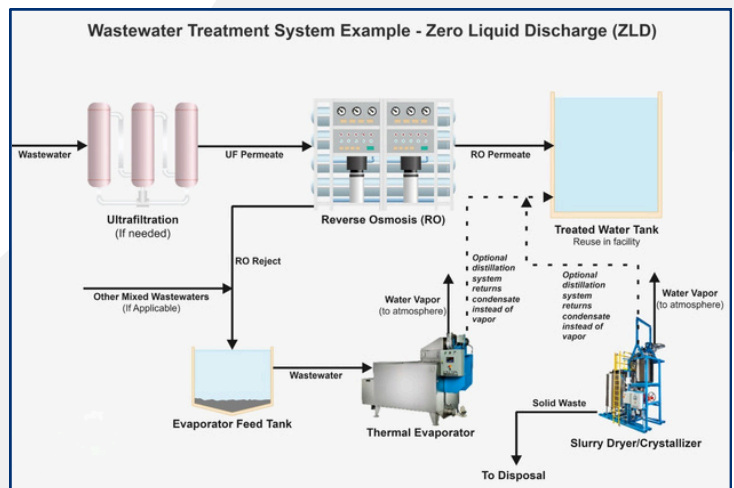 Wastewater Treatment System Example - Zero Liquid Discharge (ZLD)
Wastewater
UF Permeate
RO Permeate
Ultrafiltration
(If needed)
Reverse Osmosis (RO)
Treated Water Tank
Reuse in facility
RO Reject
Other Mixed Wastewaters
(If Applicable)
Optional
distillation
system
returns
condensate
instead of
vapor
Optional
distillation
system
returns
condensate
instead of
vapor
Water Vapor
(to atmosphere)
Water Vapor
(to atmosphere)
Wastewater
Evaporator Feed Tank
Thermal Evaporator
Solid Waste
Slurry Dryer/Crystallizer
To Disposal